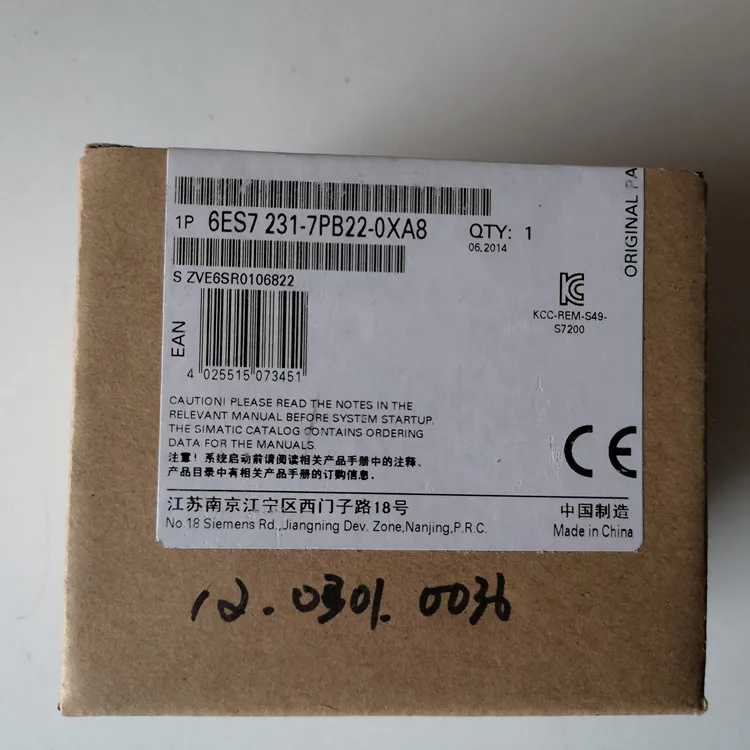 1P 6ES7 231-7PB22-0XA8 QTY: 1
06.2014
S ZVE6SR0106822
ORIGINAL PA
KCC-REM-S49-
S7200
EAN
4 025515 073451
CAUTION! PLEASE READ THE NOTES IN THE
RELEVANT MANUAL BEFORE SYSTEM STARTUP.
THE SIMATIC CATALOG CONTAINS ORDERING
DATA FOR THE MANUALS.
注意！系统启动前请阅读相关产品手册中的注释、
产品目录中有相关产品手册的订购信息.
CE
江苏南京江宁区西门子路18号 中国制造
No.18 Siemens Rd.,Jiangning Dev. Zone,Nanjing,P.R.C. Made in China
12.0301.0036